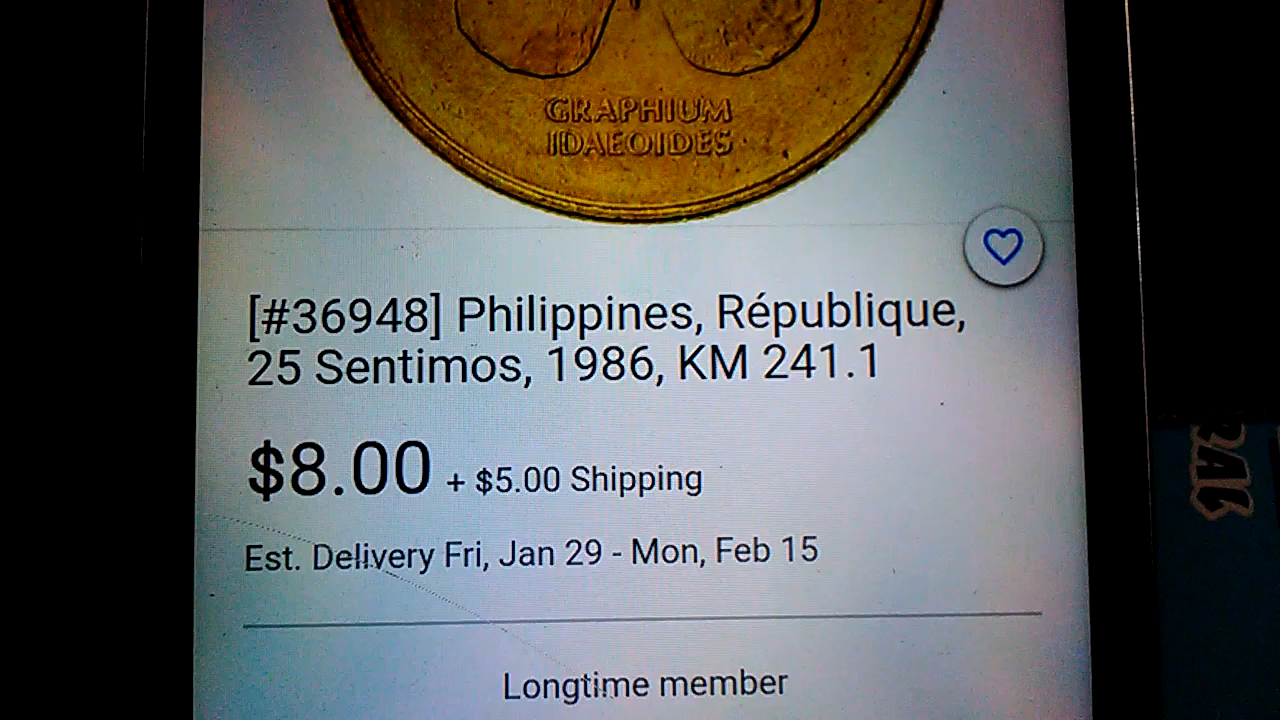 GRAPHIUM
IDAEOIDES
[#36948] Philippines, République,
25 Sentimos, 1986, KM 241.1
$8.00 + $5.00 Shipping
Est. Delivery Fri, Jan 29 - Mon, Feb 15
Longtime member